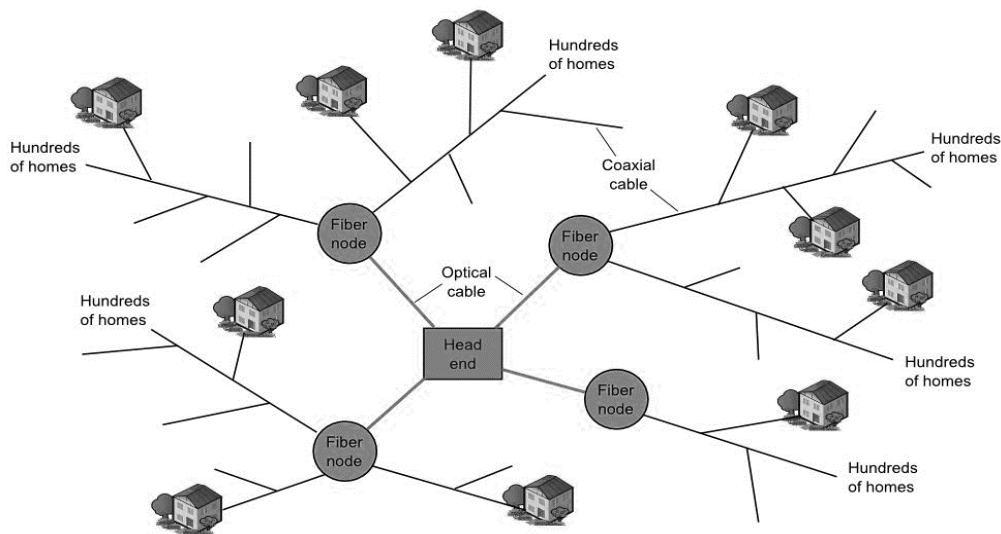 Hundreds
of homes
Hundreds
of homes
Coaxial
cable
Hundreds
of homes
Fiber
node
Fiber
node
Optical
cable
Hundreds
of homes
Head
end
Hundreds
of homes
Fiber
node
Fiber
node
Hundreds
of homes